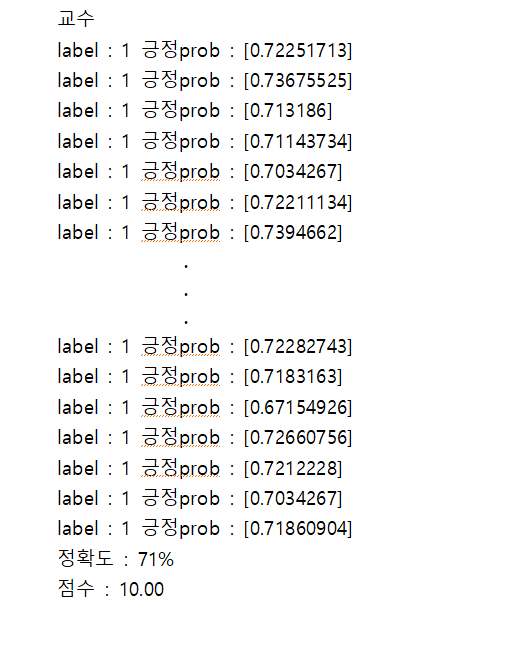 교수
label : 1 긍정prob : [0.72251713]
label : 1 긍정prob : [0.73675525]
label : 1 긍정prob : [0.713186]
label : 1 긍정prob : [0.71143734]
label : 1 긍정prob : [0.7034267]
label : 1 긍정prob : [0.72211134]
label : 1 긍정prob : [0.7394662]
.
.
.
label : 1 긍정prob : [0.72282743]
label : 1 긍정prob : [0.7183163]
label : 1 긍정prob : [0.67154926]
label : 1 긍정prob : [0.72660756]
label : 1 긍정prob : [0.7212228]
label : 1 긍정prob : [0.7034267]
label : 1 긍정prob : [0.71860904]
정확도 : 71%
점수 : 10.00